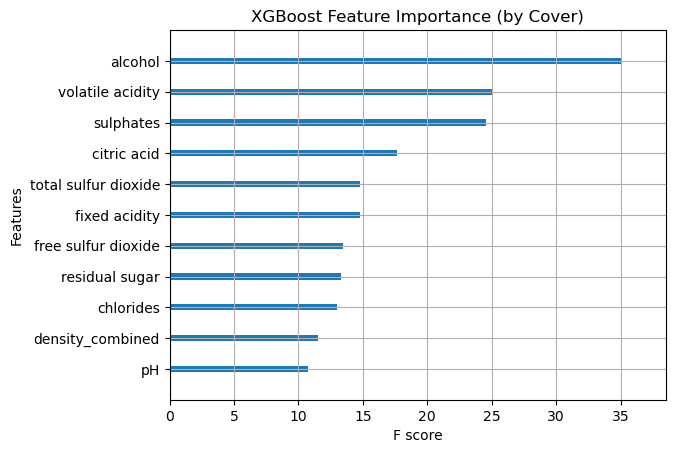 XGBoost Feature Importance (by Cover)
alcohol
volatile acidity
sulphates
citric acid
total sulfur dioxide
fixed acidity
free sulfur dioxide
residual sugar
chlorides
density_combined
pH
Features
0 5 10 15 20 25 30 35
F score